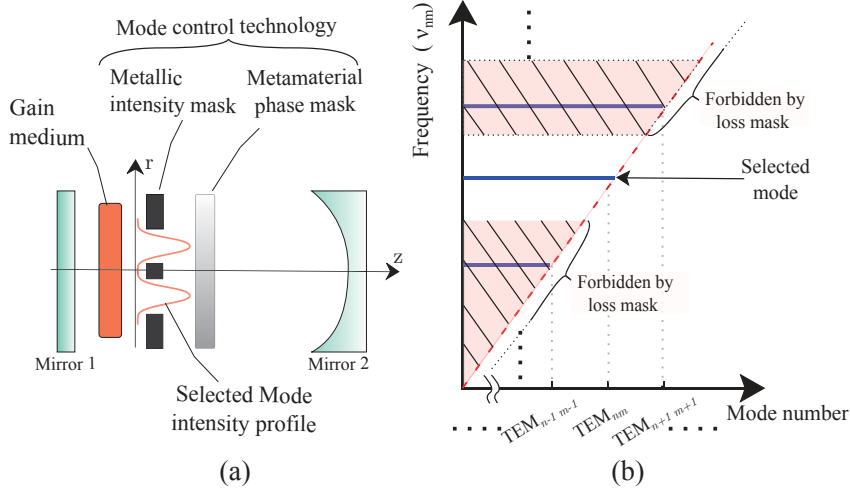 Mode control technology
Metallic
intensity mask
Metamaterial
phase mask
Gain
medium
r
z
Mirror 1
Mirror 2
Selected Mode
intensity profile
(a)
Frequency ( ν_nm)
Forbidden by
loss mask
Selected
mode
Forbidden by
loss mask
TEM_n-1 m-1
TEM_nm
TEM_n+1 m+1
Mode number
(b)